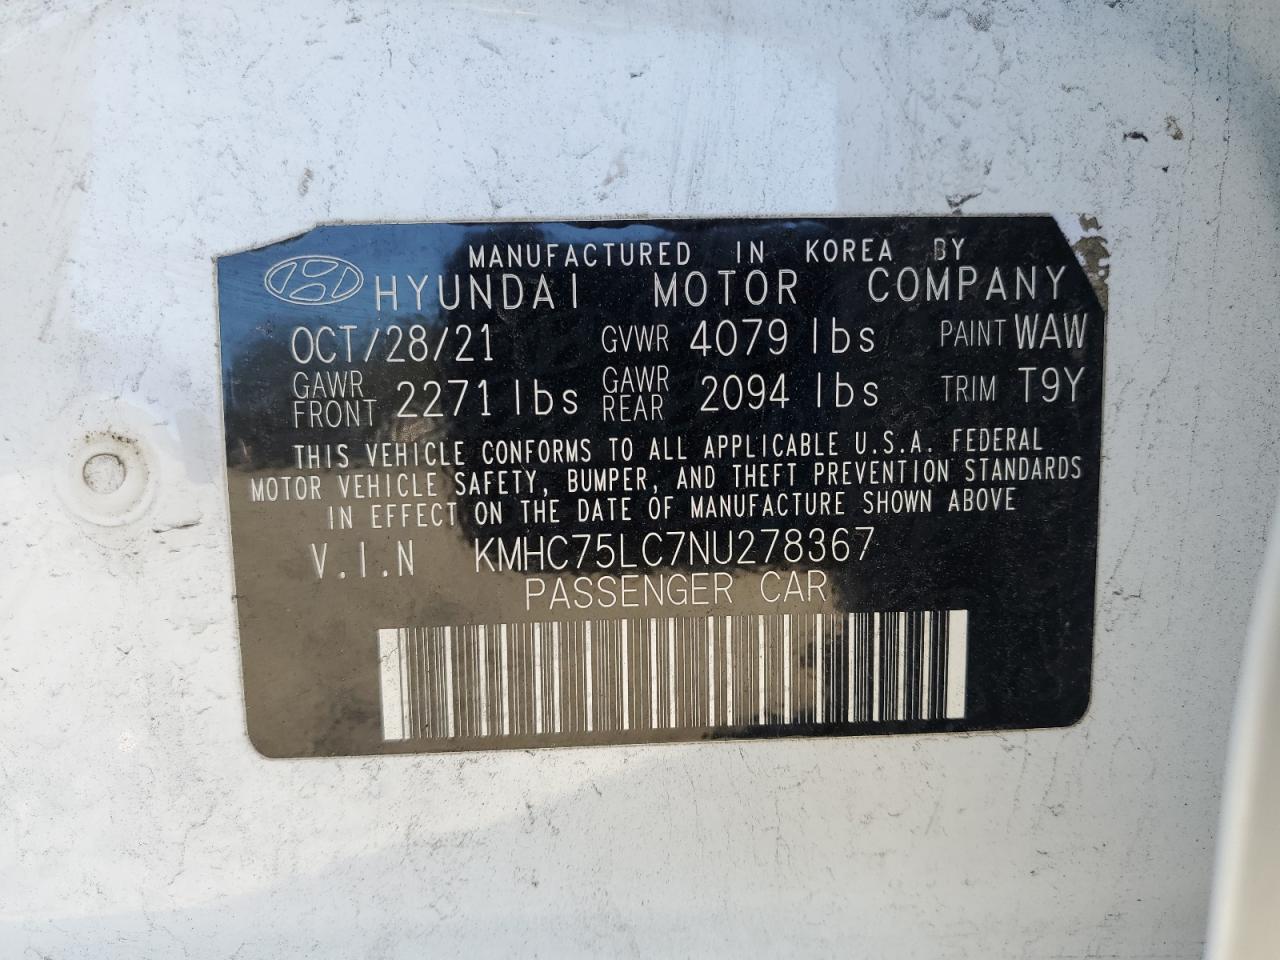 MANUFACTURED IN KOREA BY
HYUNDAI MOTOR COMPANY
OCT/28/21 GVWR 4079 lbs PAINT WAW
GAWR FRONT 2271 lbs GAWR REAR 2094 lbs TRIM T9Y
THIS VEHICLE CONFORMS TO ALL APPLICABLE U.S.A. FEDERAL
MOTOR VEHICLE SAFETY, BUMPER, AND THEFT PREVENTION STANDARDS
IN EFFECT ON THE DATE OF MANUFACTURE SHOWN ABOVE
V.I.N KMHC75LC7NU278367
PASSENGER CAR